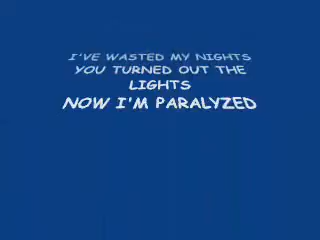 I'VE WASTED MY NIGHTS
YOU TURNED OUT THE
LIGHTS
NOW I'M PARALYZED